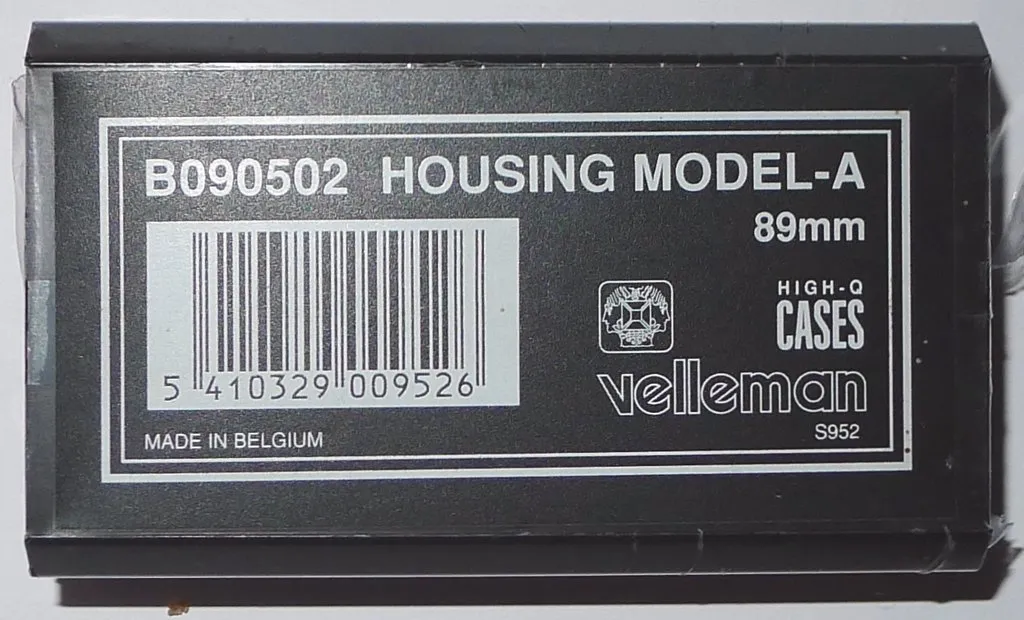 B090502 HOUSING MODEL-A
89mm
HIGH-Q
CASES
5 410329 009526
velleman
S952
MADE IN BELGIUM